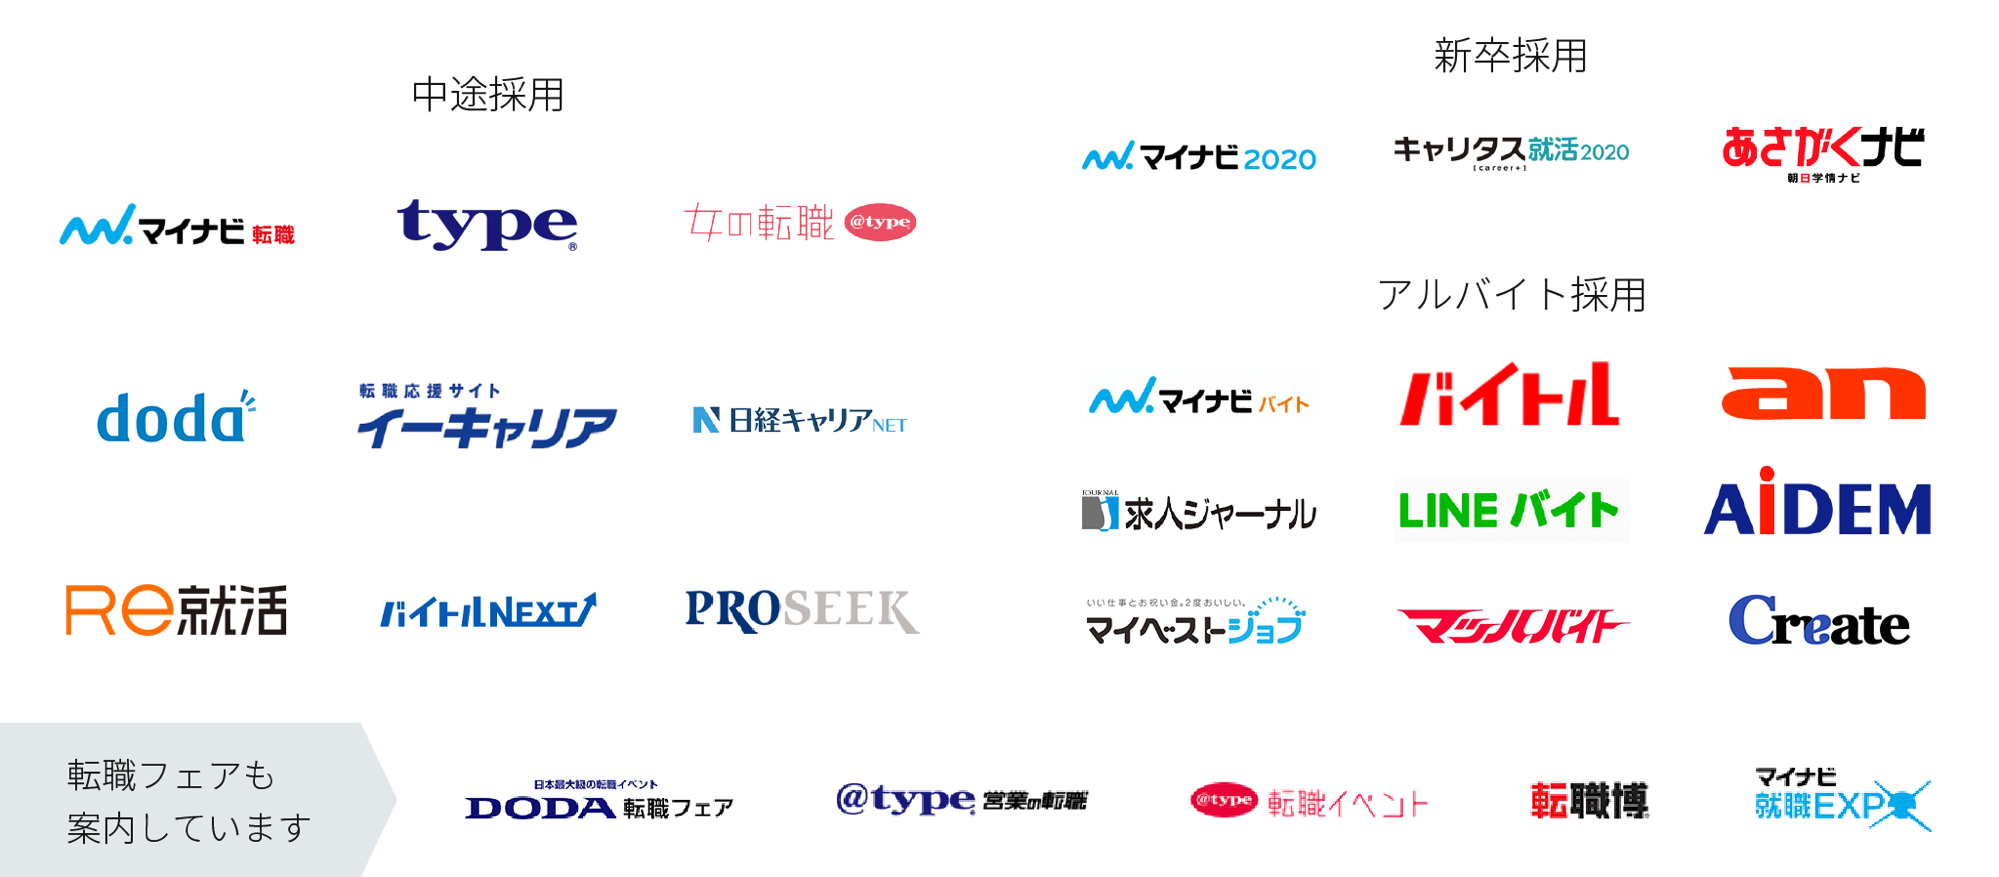 中途採用
マイナビ 転職
type®
女の転職 @type
doda
転職応援サイト
イーキャリア
日経キャリアNET
Re就活
バイトルNEXT
PROSEEK
新卒採用
マイナビ2020
キャリタス就活2020
[career+]
あさがくナビ
朝日学情ナビ
アルバイト採用
マイナビ バイト
バイトル
an
JOURNAL
J 求人ジャーナル
LINE バイト
AiDEM
いい仕事とお祝い金。2度おいしい。
マイベストジョブ
マッハバイト
Create
転職フェアも
案内しています
日本最大級の転職イベント
DODA 転職フェア
@type 営業の転職
@type 転職イベント
転職博
マイナビ
就職EXPO